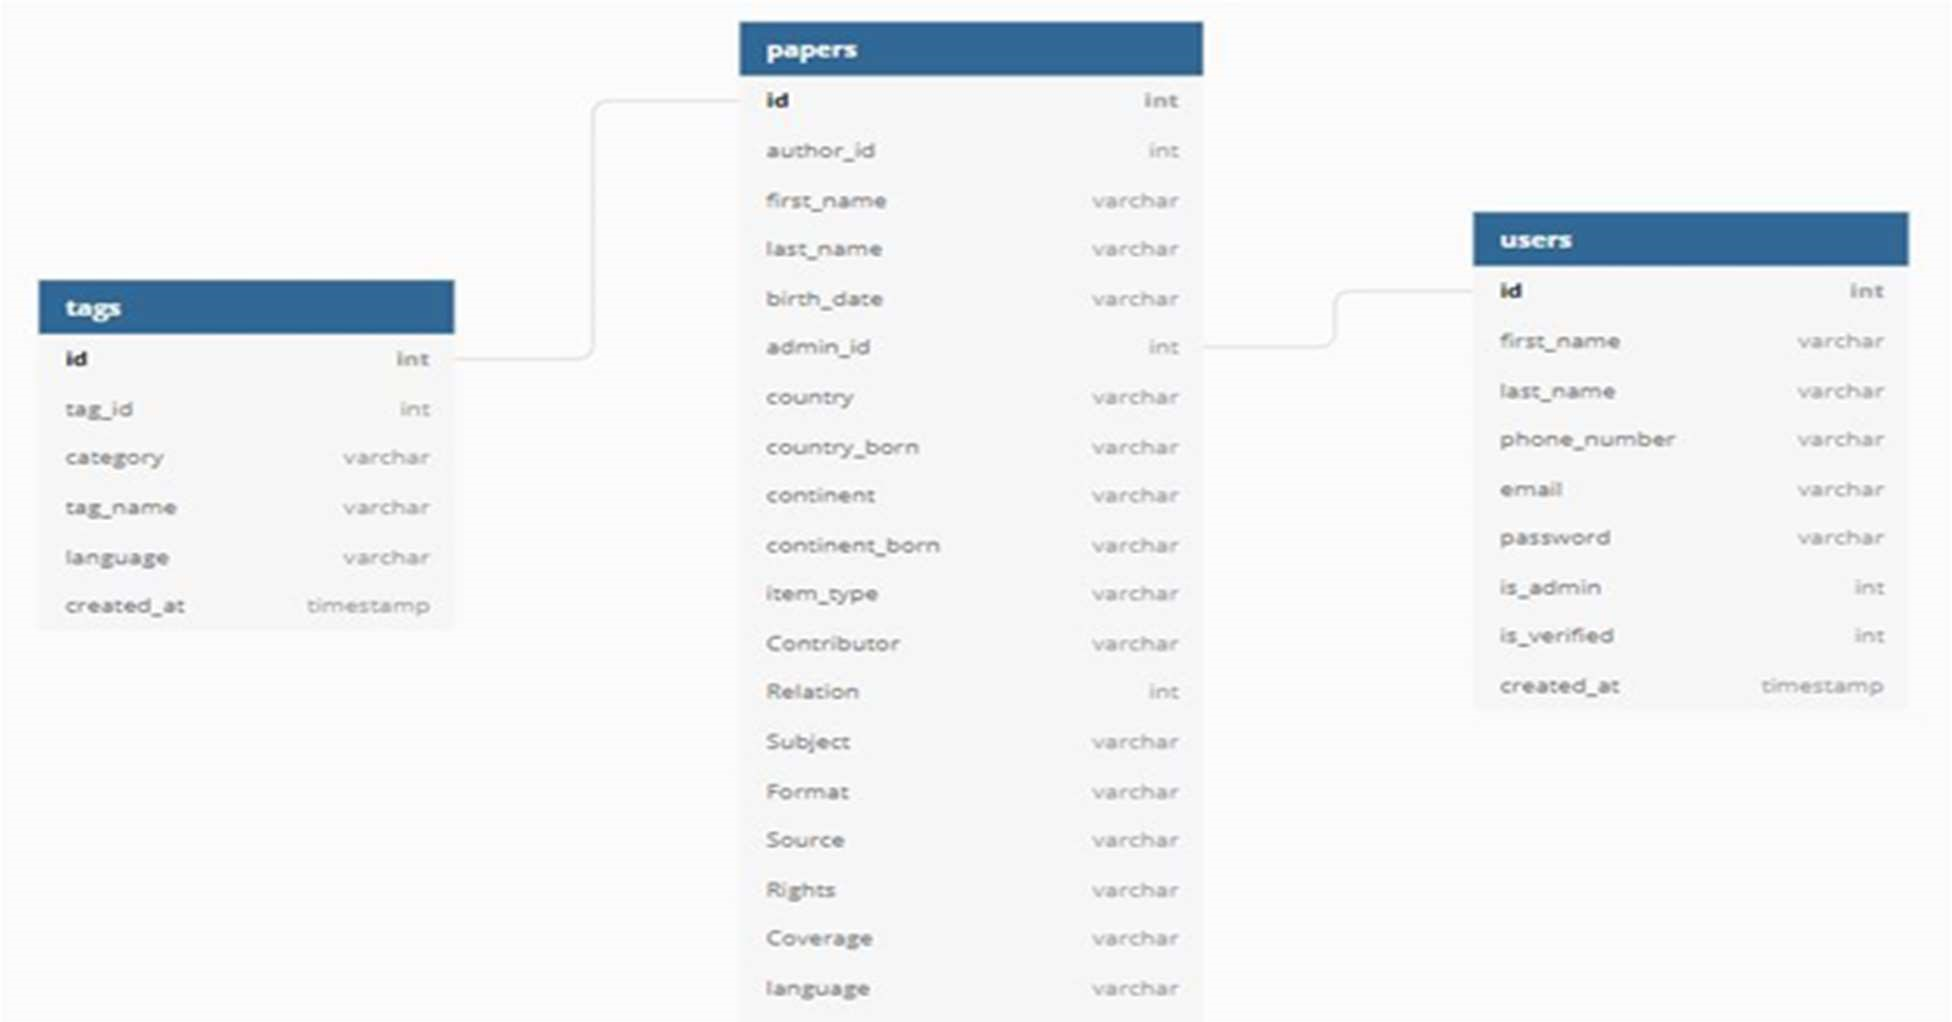 papers
id int
author_id int
first_name varchar
last_name varchar
birth_date varchar
admin_id int
country varchar
country_born varchar
continent varchar
continent_born varchar
item_type varchar
Contributor varchar
Relation int
Subject varchar
Format varchar
Source varchar
Rights varchar
Coverage varchar
language varchar
tags
id int
tag_id int
category varchar
tag_name varchar
language varchar
created_at timestamp
users
id int
first_name varchar
last_name varchar
phone_number varchar
email varchar
password varchar
is_admin int
is_verified int
created_at timestamp